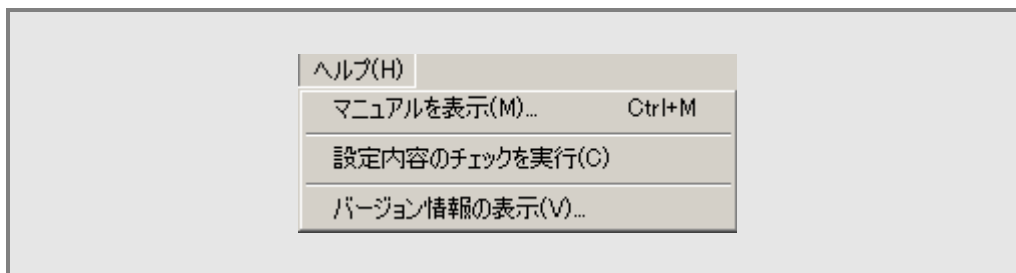 ヘルプ(H)
マニュアルを表示(M)... Ctrl+M
設定内容のチェックを実行(C)
バージョン情報の表示(V)...